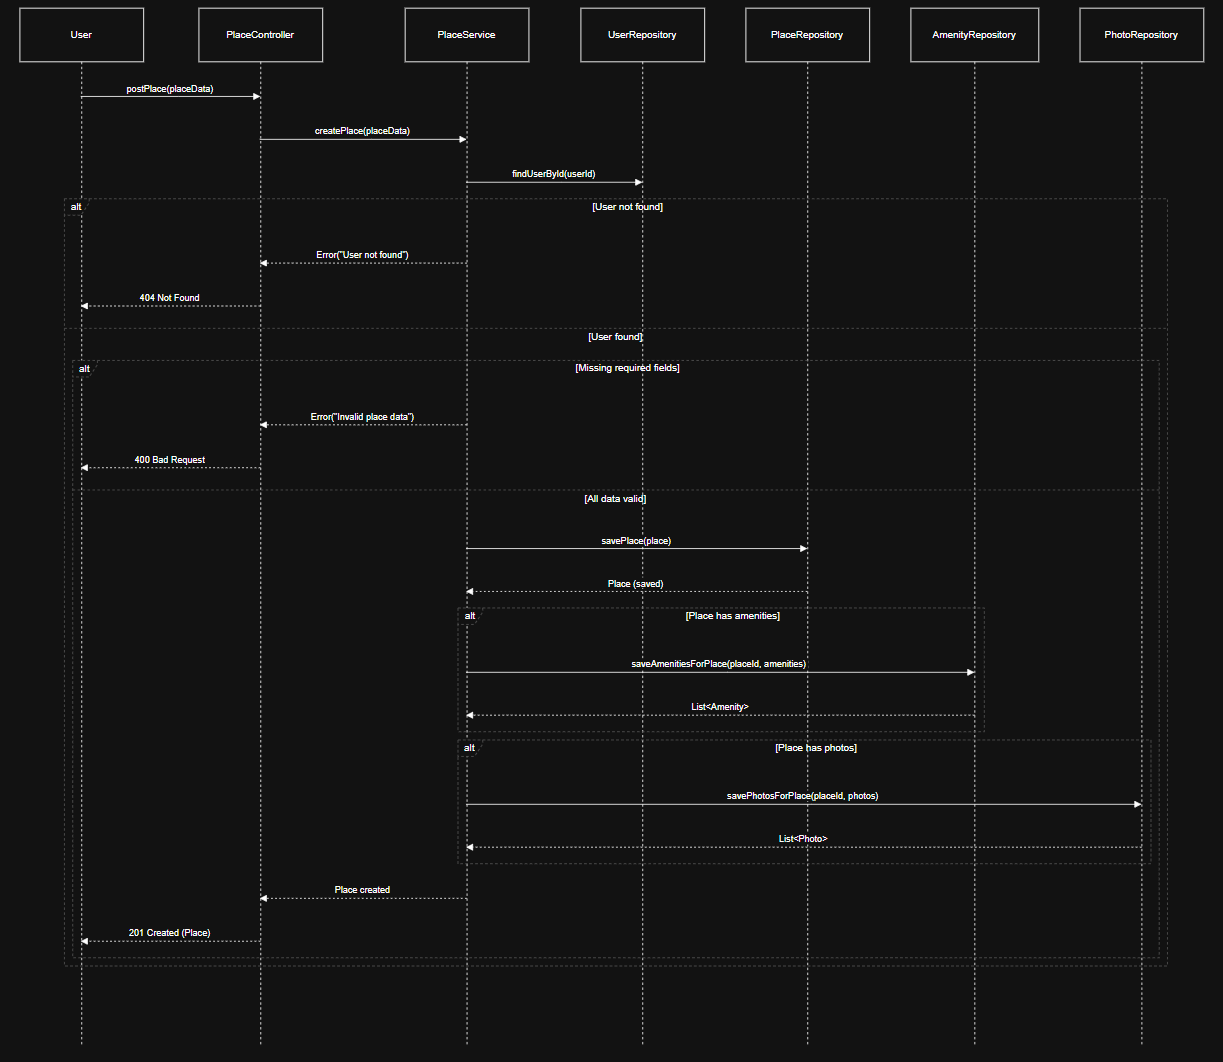 User
PlaceController
PlaceService
UserRepository
PlaceRepository
AmenityRepository
PhotoRepository
postPlace(placeData)
createPlace(placeData)
findUserById(userId)
alt
[User not found]
Error("User not found")
404 Not Found
[User found]
alt
[Missing required fields]
Error("Invalid place data")
400 Bad Request
[All data valid]
savePlace(place)
Place (saved)
alt
[Place has amenities]
saveAmenitiesForPlace(placeId, amenities)
List<Amenity>
alt
[Place has photos]
savePhotosForPlace(placeId, photos)
List<Photo>
Place created
201 Created (Place)